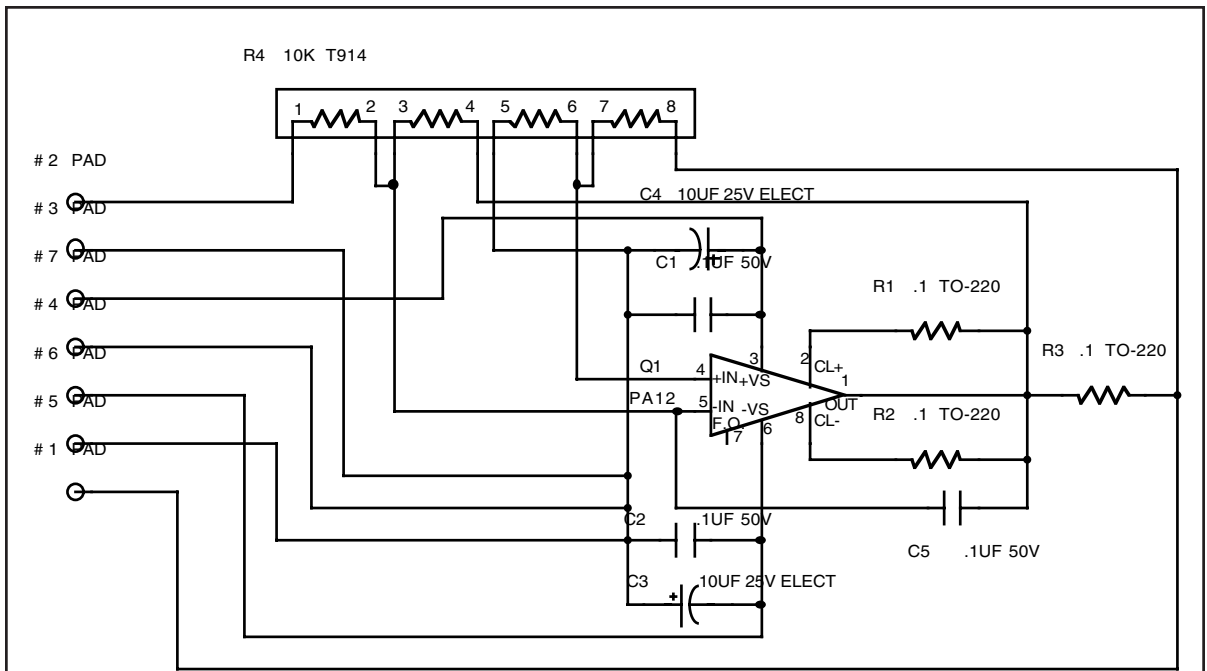 R4 10K T914
1 2 3 4 5 6 7 8
# 2 PAD
# 3 PAD
C4 10UF 25V ELECT
# 7 PAD
C1 .1UF 50V
+
# 4 PAD
R1 .1 TO-220
# 6 PAD
R3 .1 TO-220
Q1
4 +IN +VS 3
2 CL+
1 OUT
# 5 PAD
PA12
5 -IN -VS 6
8 CL-
R2 .1 TO-220
F.O. 7
# 1 PAD
C2 .1UF 50V
C5 .1UF 50V
C3 10UF 25V ELECT
+